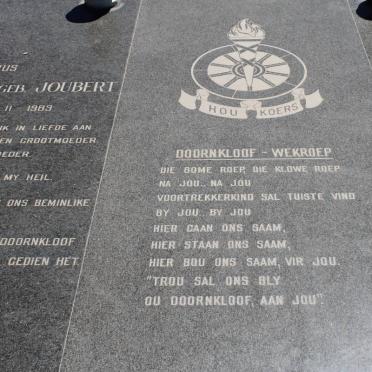 US
GEB. JOUBERT
11 1983
K IN LIEFDE AAN
EN GROOTMOEDER
OEDER.
MY HEIL.
ONS BEMINLIKE
DOORNKLOOF
GEDIEN HET
HOU KOERS
DOORNKLOOF - WEKROEP
DIE BOME ROEP, DIE KLOWE ROEP
NA JOU.. NA JOU
VOORTREKKERKIND SAL TUISTE VIND
BY JOU.. BY JOU
HIER GAAN ONS SAAM,
HIER STAAN ONS SAAM,
HIER BOU ONS SAAM, VIR JOU.
"TROU SAL ONS BLY
OU DOORNKLOOF, AAN JOU".